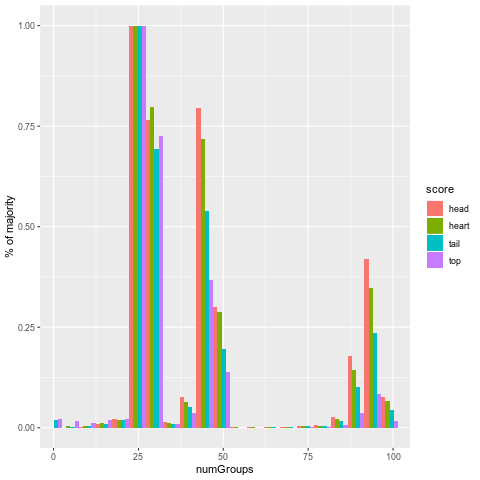 1.00
0.75
0.50
0.25
0.00
% of majority
0 25 50 75 100
numGroups
score
head
heart
tail
top